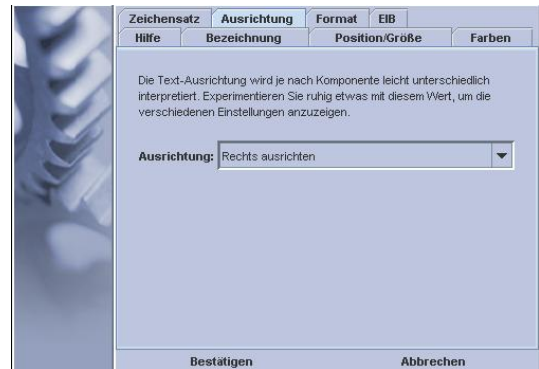 Zeichensatz Ausrichtung Format EIB
Hilfe Bezeichnung Position/Größe Farben
Die Text-Ausrichtung wird je nach Komponente leicht unterschiedlich
interpretiert. Experimentieren Sie ruhig etwas mit diesem Wert, um die
verschiedenen Einstellungen anzuzeigen.
Ausrichtung: Rechts ausrichten
Bestätigen Abbrechen